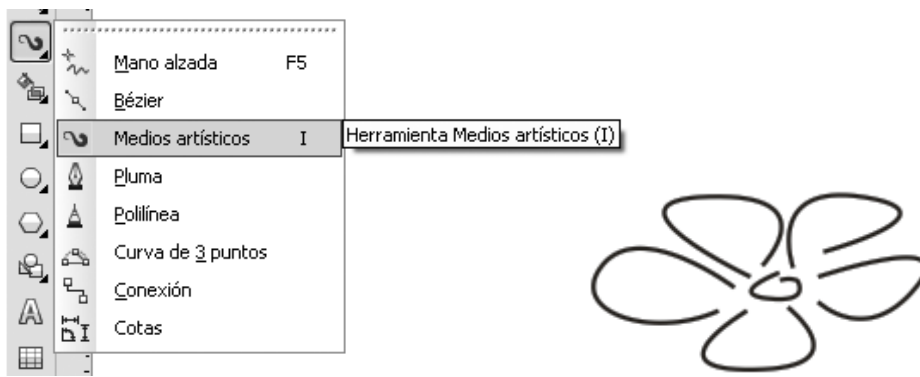 Mano alzada F5
Bézier
Medios artísticos I
Herramienta Medios artísticos (I)
Pluma
Polilínea
Curva de 3 puntos
Conexión
Cotas